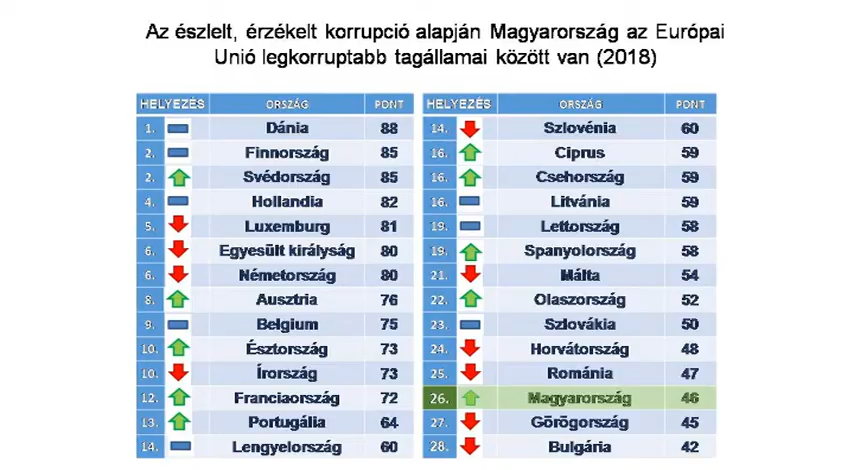 Az észlelt, érzékelt korrupció alapján Magyarország az Európai
Unió legkorruptabb tagállamai között van (2018)
HELYEZÉS ORSZÁG PONT
1. Dánia 88
2. Finnország 85
2. Svédország 85
4. Hollandia 82
5. Luxemburg 81
6. Egyesült királyság 80
6. Németország 80
8. Ausztria 76
9. Belgium 75
10. Észtország 73
10. Írország 73
12. Franciaország 72
13. Portugália 64
14. Lengyelország 60
HELYEZÉS ORSZÁG PONT
14. Szlovénia 60
16. Ciprus 59
16. Csehország 59
16. Litvánia 59
19. Lettország 58
19. Spanyolország 58
21. Málta 54
22. Olaszország 52
23. Szlovákia 50
24. Horvátország 48
25. Románia 47
26. Magyarország 46
27. Görögország 45
28. Bulgária 42